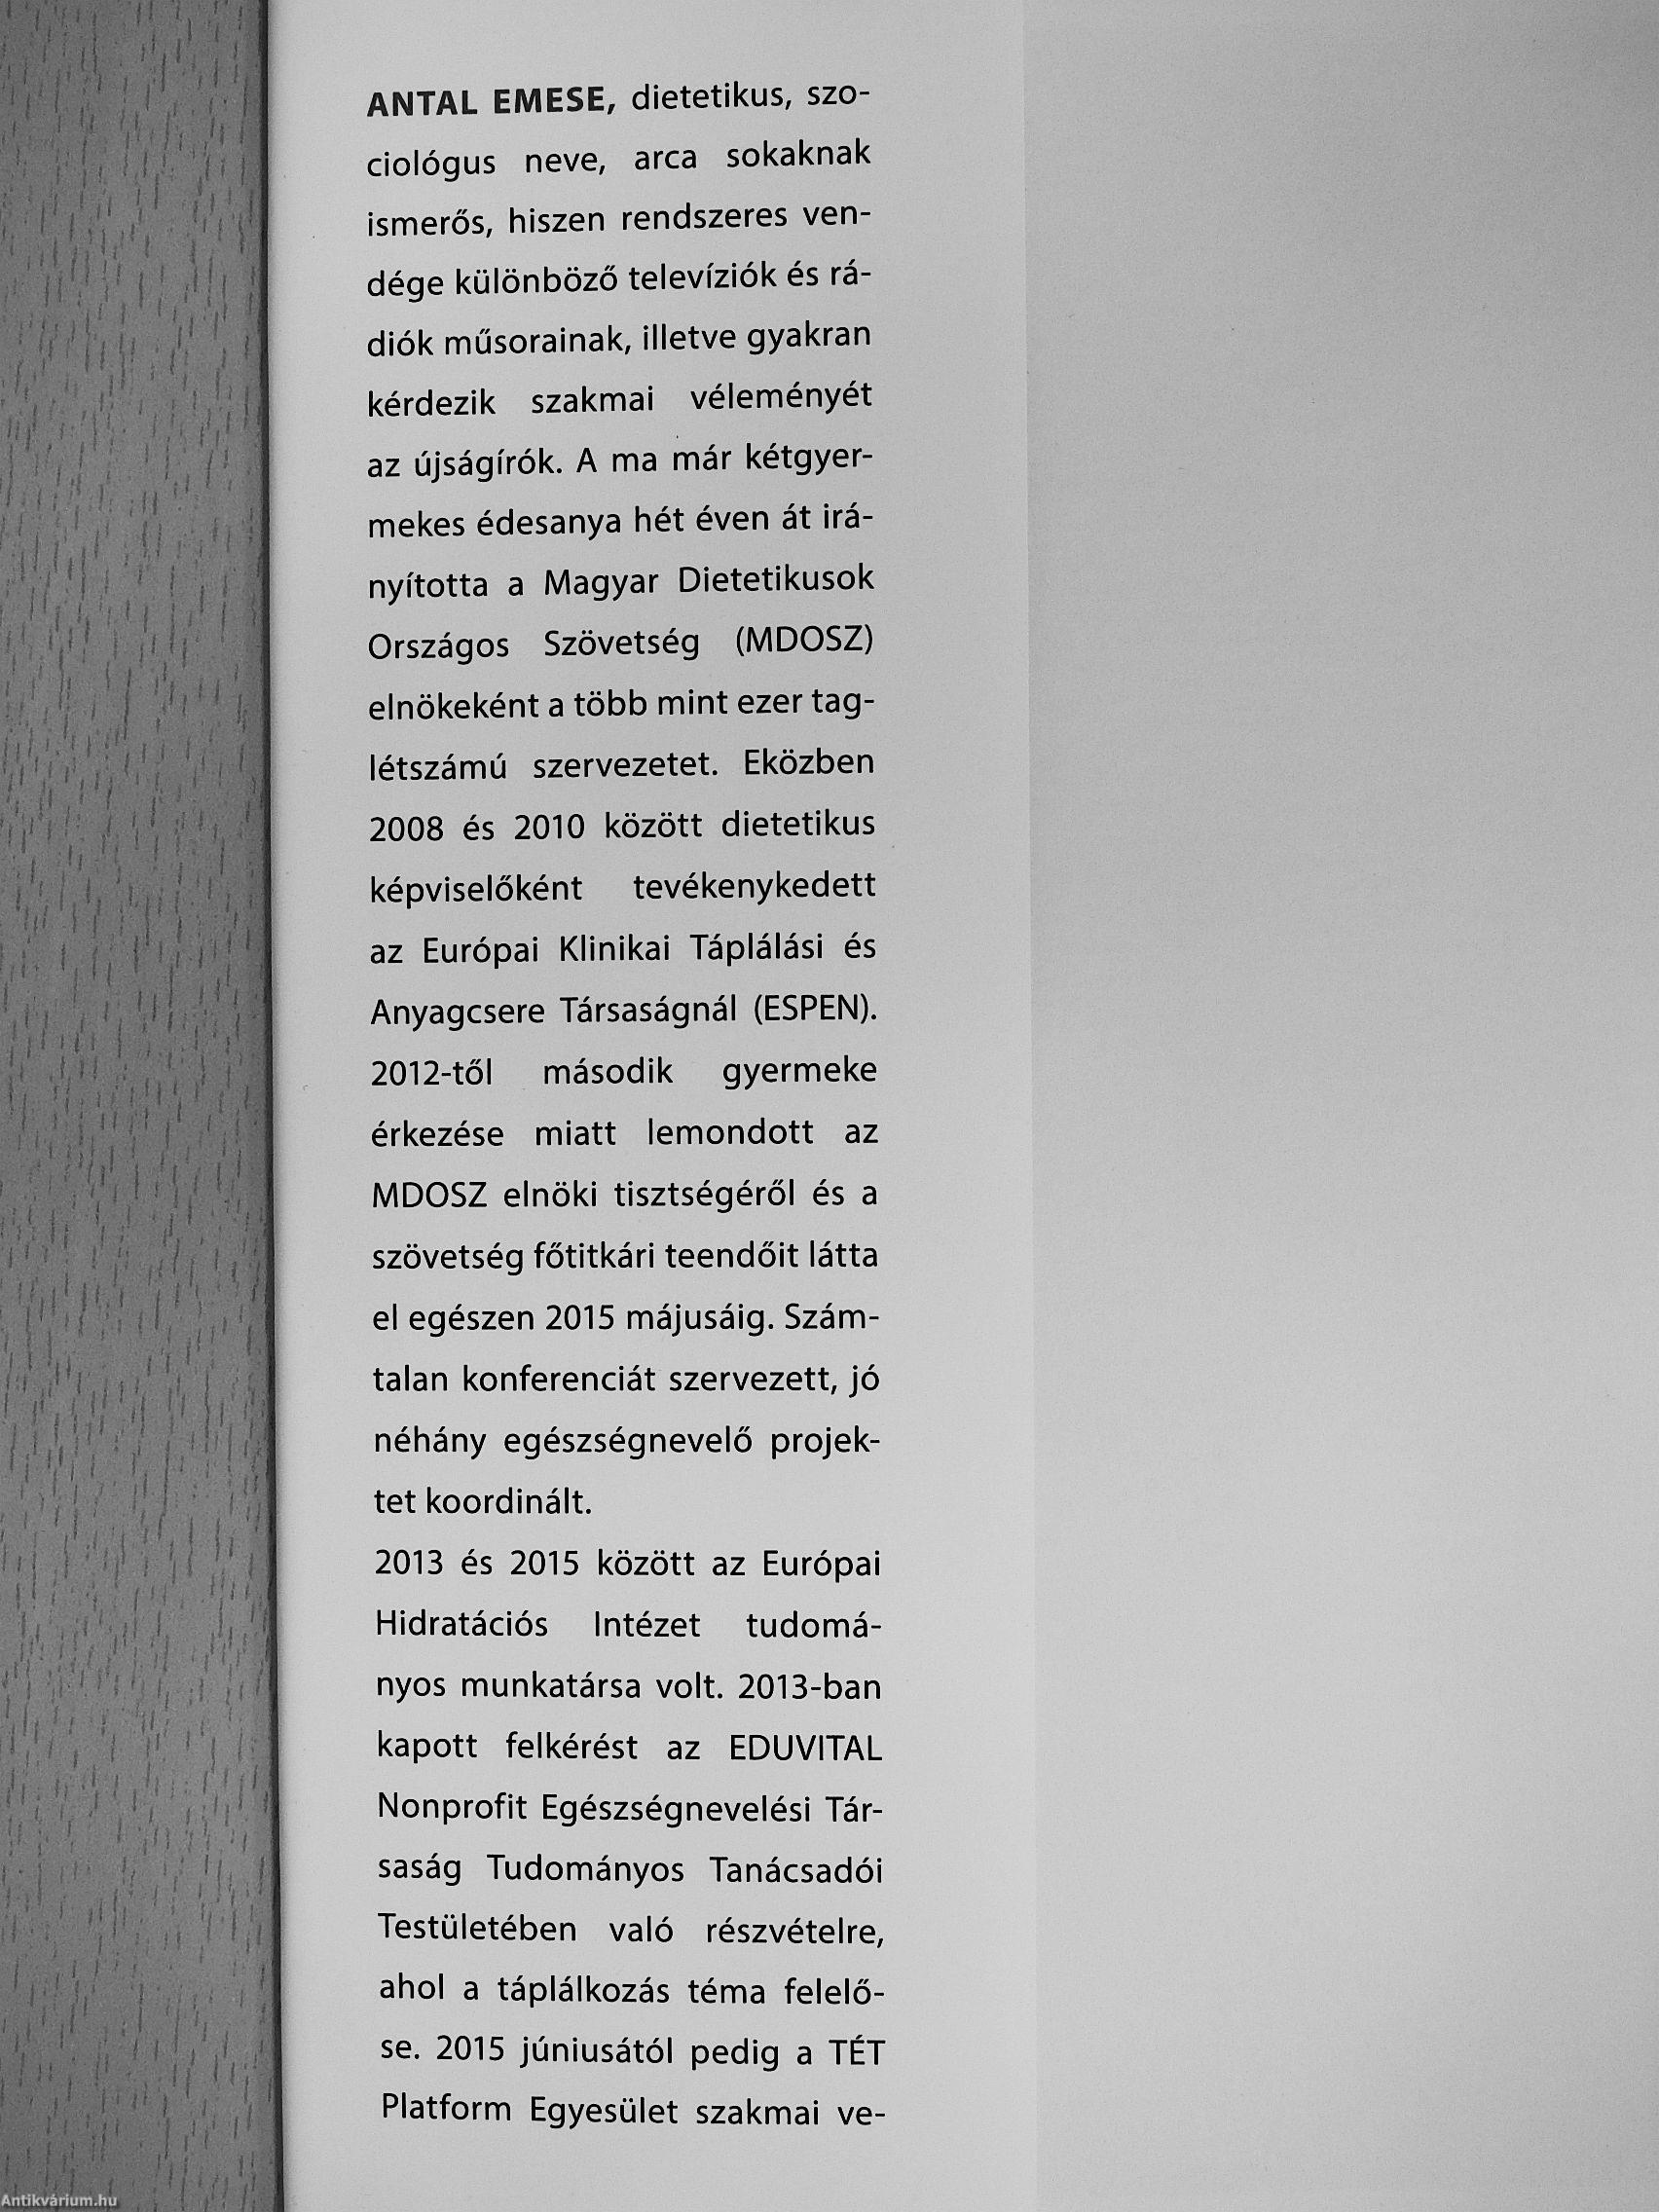 ANTAL EMESE, dietetikus, szo-
ciológus neve, arca sokaknak
ismerős, hiszen rendszeres ven-
dége különböző televíziók és rá-
diók műsorainak, illetve gyakran
kérdezik szakmai véleményét
az újságírók. A ma már kétgyer-
mekes édesanya hét éven át irá-
nyította a Magyar Dietetikusok
Országos Szövetség (MDOSZ)
elnökeként a több mint ezer tag-
létszámú szervezetet. Eközben
2008 és 2010 között dietetikus
képviselőként tevékenykedett
az Európai Klinikai Táplálási és
Anyagcsere Társaságnál (ESPEN).
2012-től második gyermeke
érkezése miatt lemondott az
MDOSZ elnöki tisztségéről és a
szövetség főtitkári teendőit látta
el egészen 2015 májusáig. Szám-
talan konferenciát szervezett, jó
néhány egészségnevelő projek-
tet koordinált.
2013 és 2015 között az Európai
Hidratációs Intézet tudomá-
nyos munkatársa volt. 2013-ban
kapott felkérést az EDUVITAL
Nonprofit Egészségnevelési Tár-
saság Tudományos Tanácsadói
Testületében való részvételre,
ahol a táplálkozás téma felelő-
se. 2015 júniusától pedig a TÉT
Platform Egyesület szakmai ve-
Antikvárium.hu